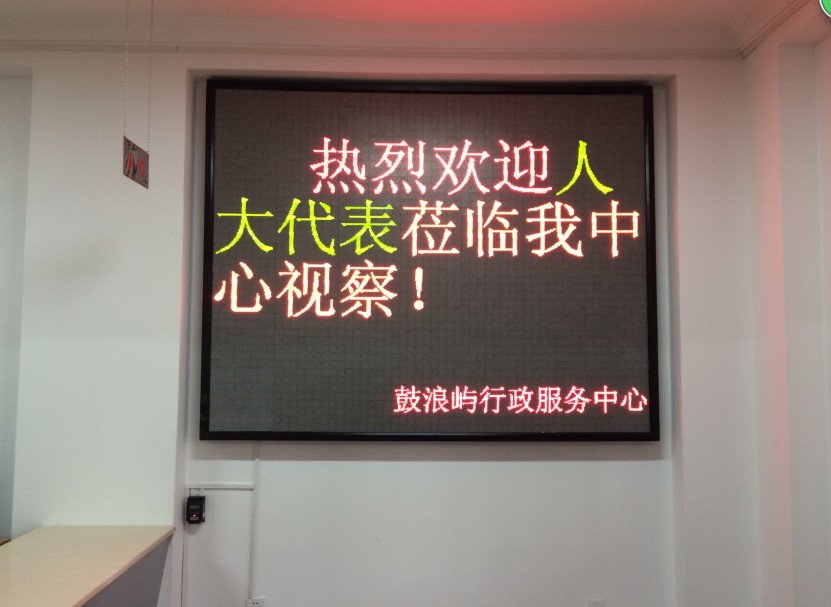 热烈欢迎人
大代表莅临我中
心视察！
鼓浪屿行政服务中心